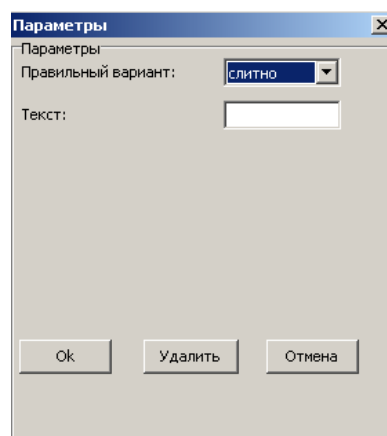 Параметры
Параметры
Правильный вариант: слитно
Текст:
Ok Удалить Отмена